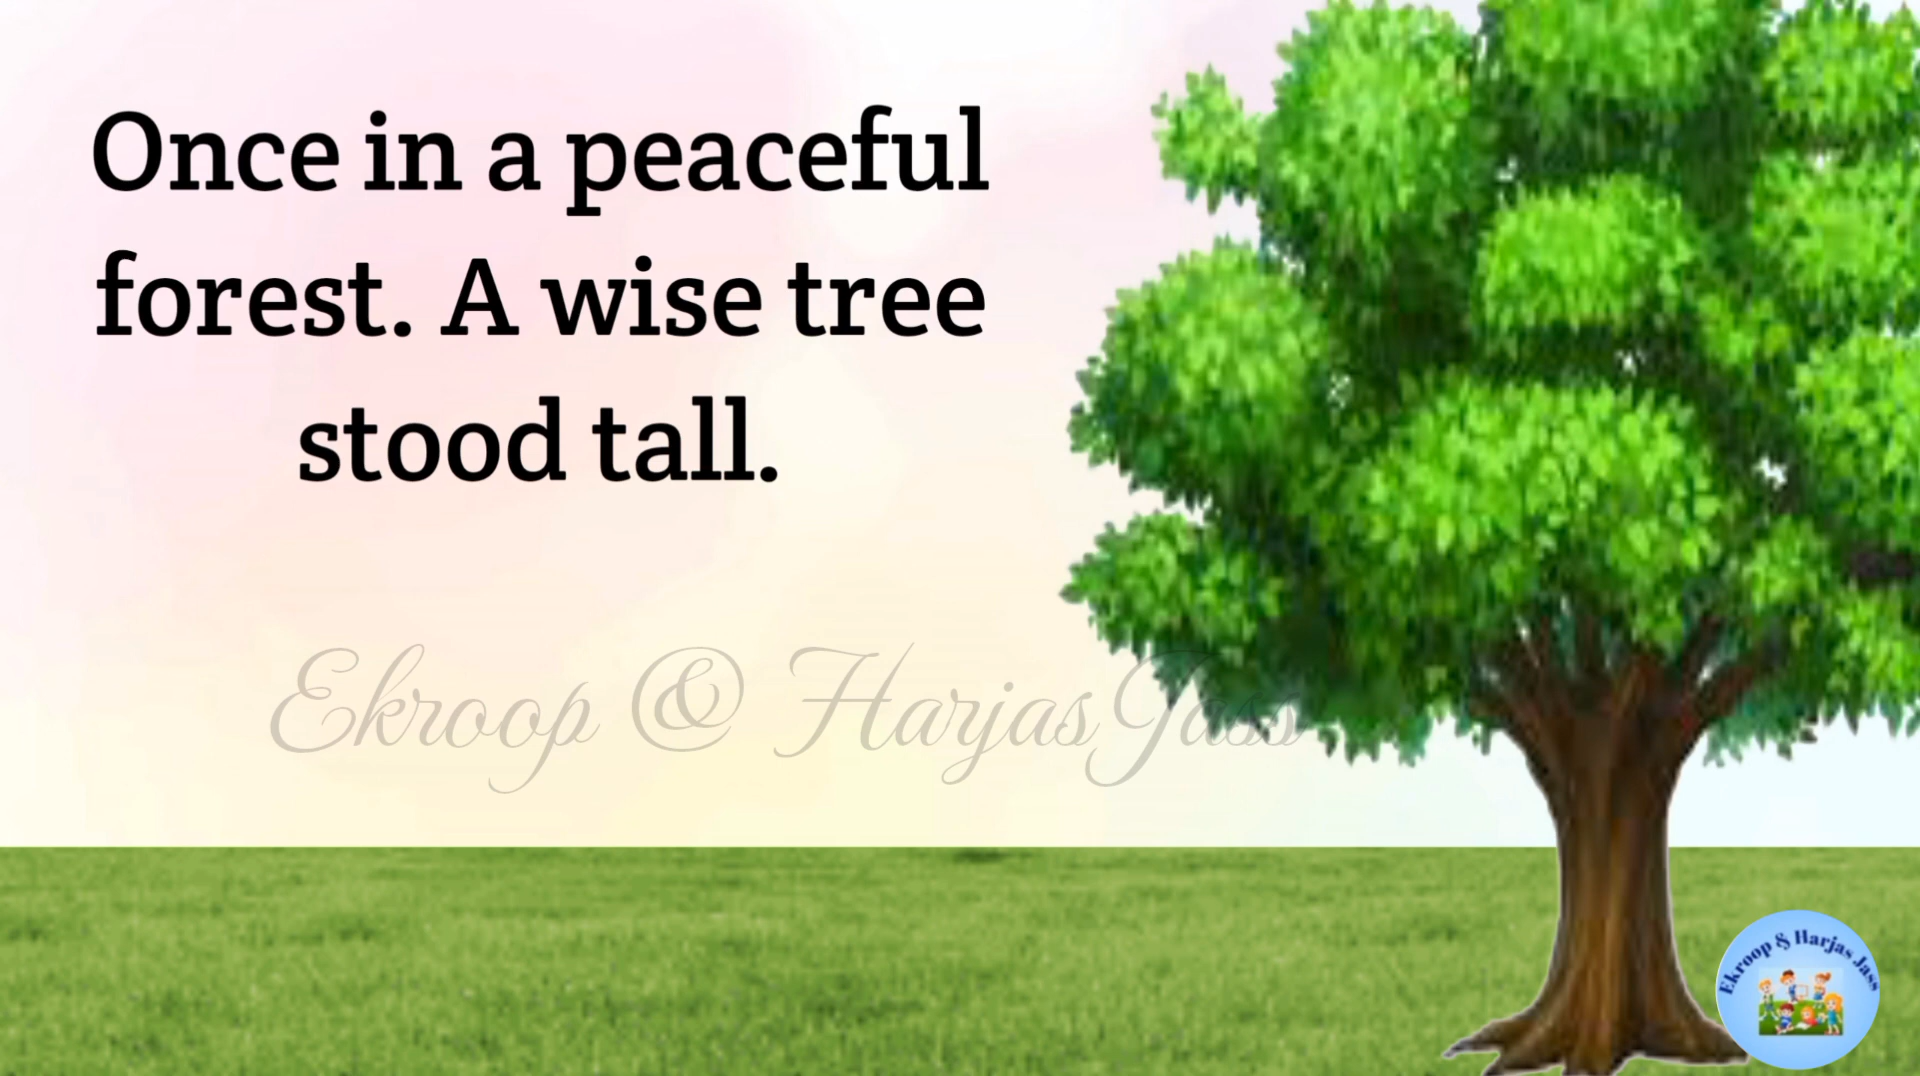 Once in a peaceful
forest. A wise tree
stood tall.
Ekroop & HarjasJass
Ekroop & Harjas Jass